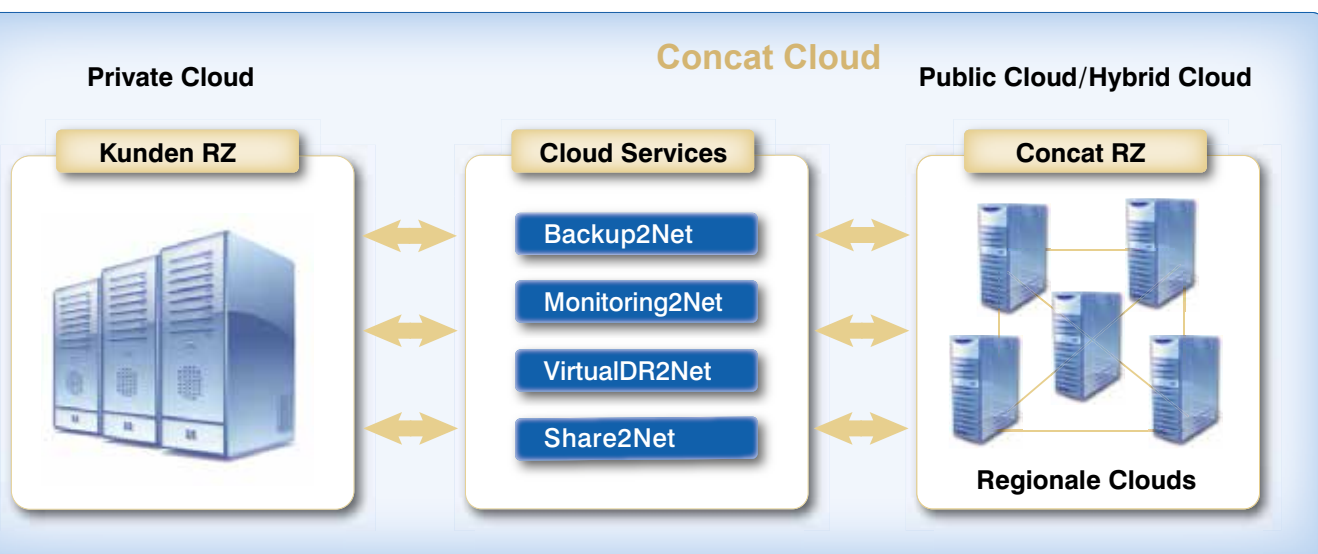 Concat Cloud
Private Cloud
Public Cloud/Hybrid Cloud
Kunden RZ
Cloud Services
Concat RZ
Backup2Net
Monitoring2Net
VirtualDR2Net
Share2Net
Regionale Clouds